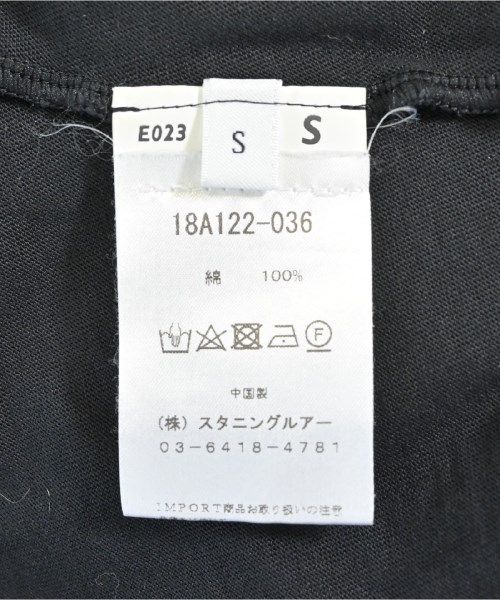 E023
S
S
18A122-036
綿 100%
F
中国製
(株) スタニングルアー
03-6418-4781
IMPORT商品お取り扱いの注意